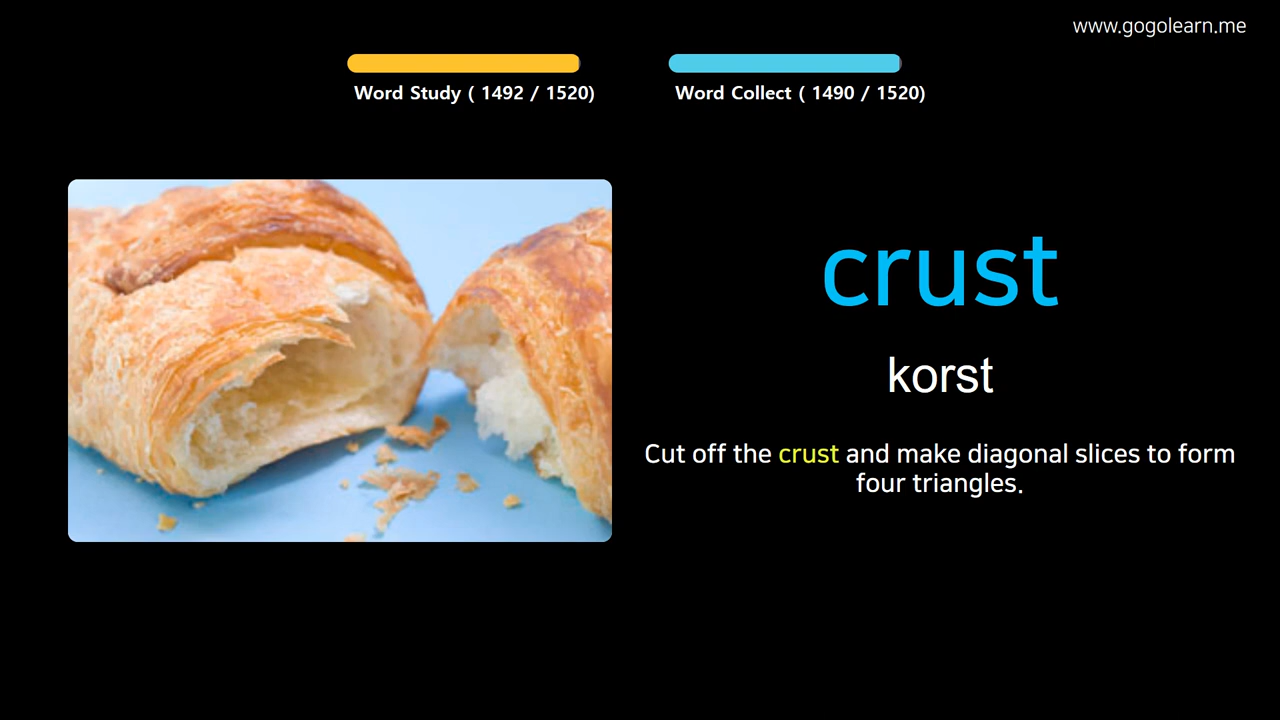 www.gogolearn.me
Word Study ( 1492 / 1520)
Word Collect ( 1490 / 1520)
crust
korst
Cut off the crust and make diagonal slices to form
four triangles.